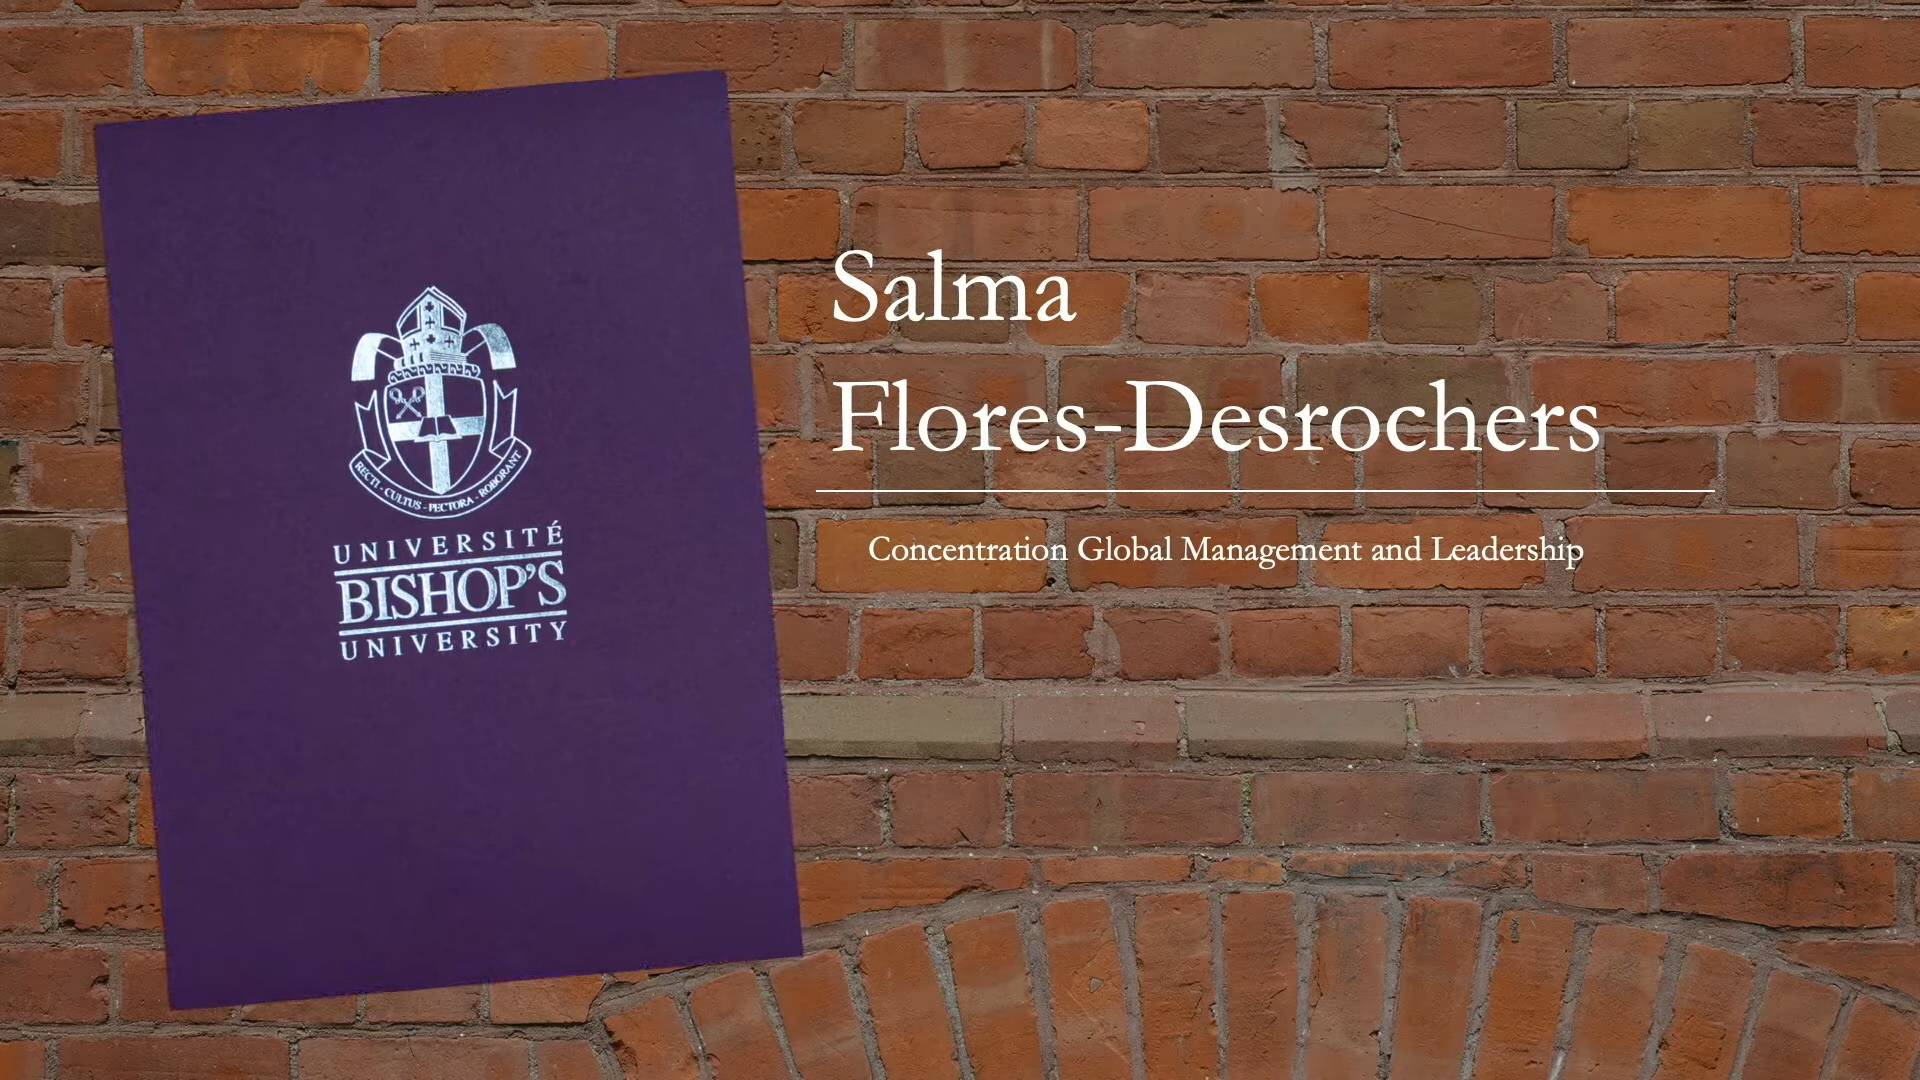 RECTI - CULTUS - PECTORA - ROBORANT
UNIVERSITÉ
BISHOP'S
UNIVERSITY
Salma
Flores-Desrochers
Concentration Global Management and Leadership